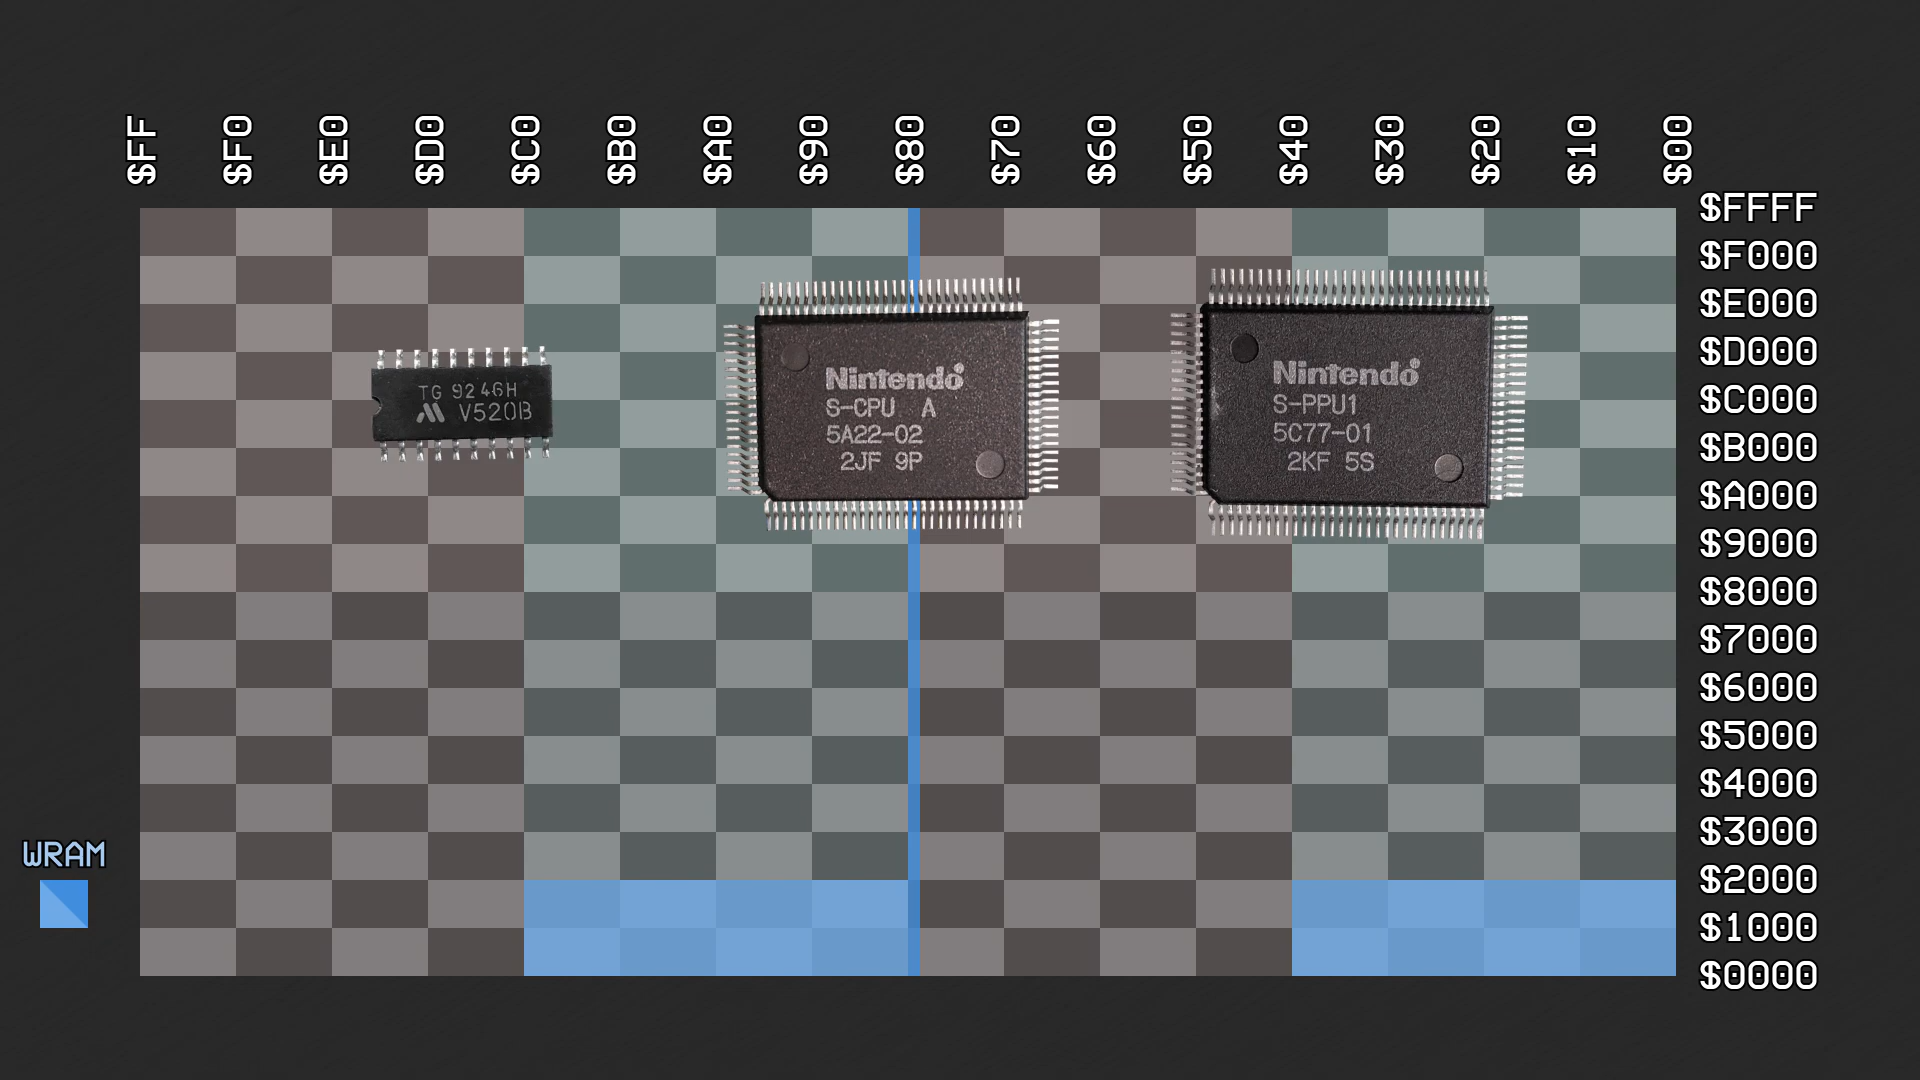 $FF $F0 $E0 $D0 $C0 $B0 $A0 $90 $80 $70 $60 $50 $40 $30 $20 $10 $00
$FFFF
$F000
$E000
$D000
$C000
$B000
$A000
$9000
$8000
$7000
$6000
$5000
$4000
$3000
$2000
$1000
$0000
TG 9246H
V520B
Nintendo®
S-CPU A
5A22-02
2JF 9P
Nintendo®
S-PPU1
5C77-01
2KF 5S
WRAM